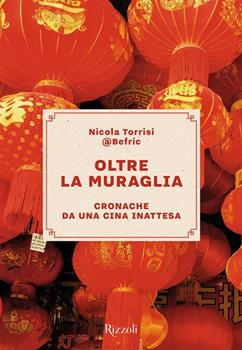 Nicola Torrisi
@Befric
OLTRE
LA MURAGLIA
CRONACHE
DA UNA CINA INATTESA
Rizzoli